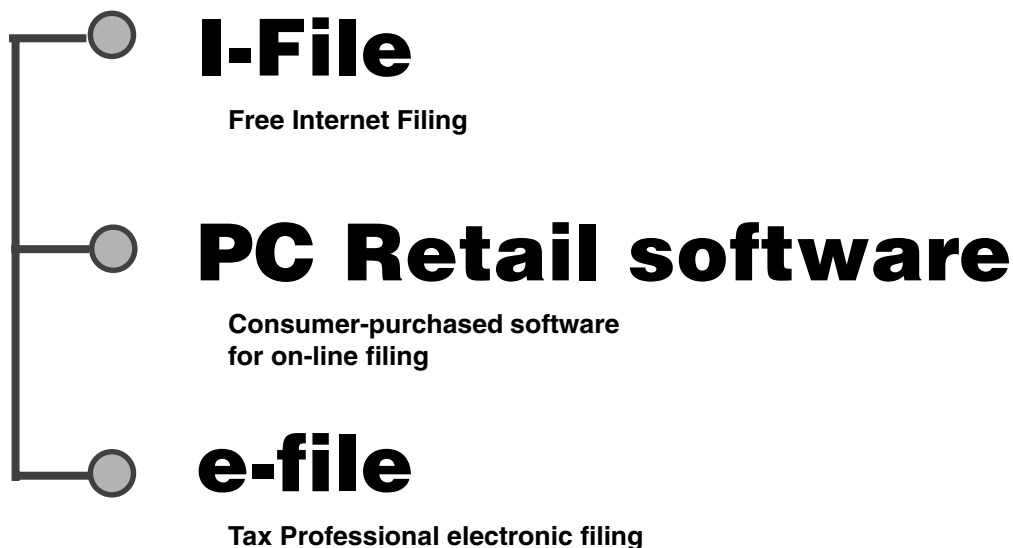 I-File
Free Internet Filing
PC Retail software
Consumer-purchased software
for on-line filing
e-file
Tax Professional electronic filing